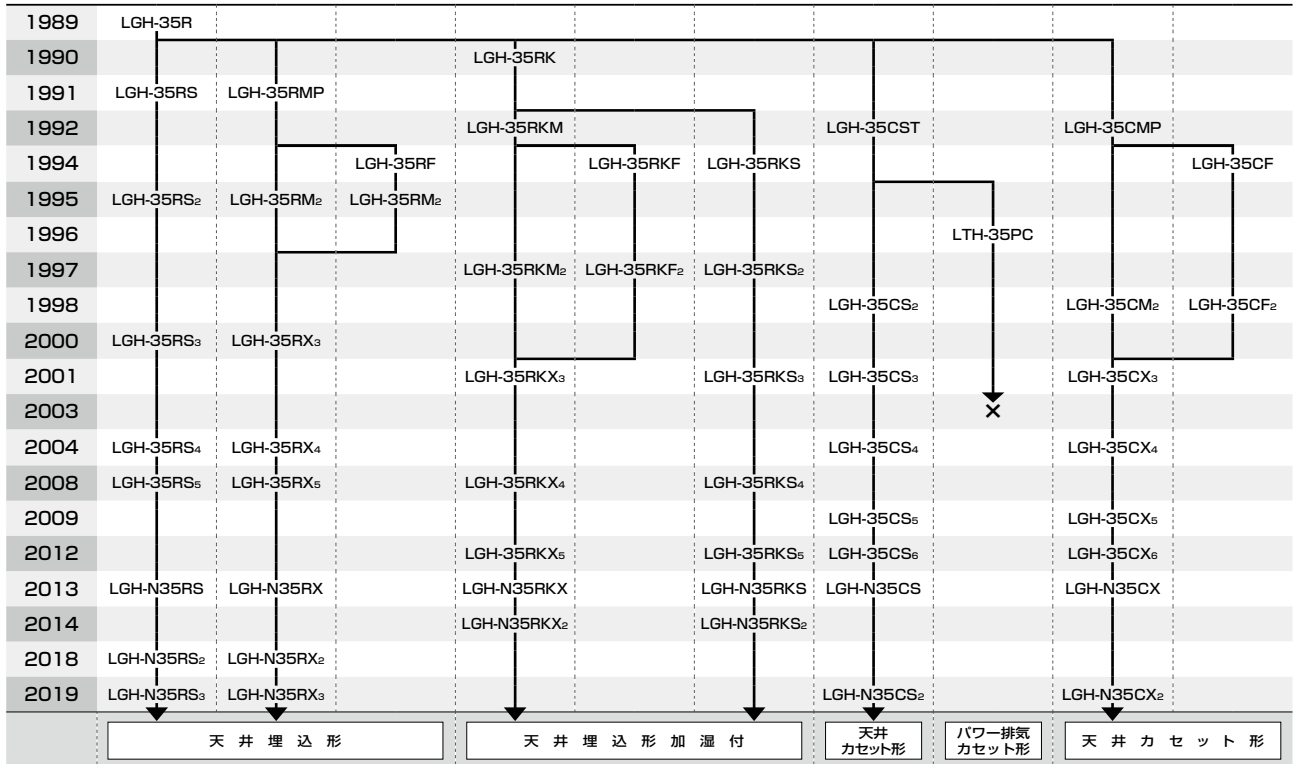 1989 LGH-35R
1990 LGH-35RK
1991 LGH-35RS LGH-35RMP
1992 LGH-35RKM LGH-35CST LGH-35CMP
1994 LGH-35RF LGH-35RKF LGH-35RKS LGH-35CF
1995 LGH-35RS₂ LGH-35RM₂ LGH-35RM₂
1996 LTH-35PC
1997 LGH-35RKM₂ LGH-35RKF₂ LGH-35RKS₂
1998 LGH-35CS₂ LGH-35CM₂ LGH-35CF₂
2000 LGH-35RS₃ LGH-35RX₃
2001 LGH-35RKX₃ LGH-35RKS₃ LGH-35CS₃ LGH-35CX₃
2003 ×
2004 LGH-35RS₄ LGH-35RX₄ LGH-35CS₄ LGH-35CX₄
2008 LGH-35RS₅ LGH-35RX₅ LGH-35RKX₄ LGH-35RKS₄
2009 LGH-35CS₅ LGH-35CX₅
2012 LGH-35RKX₅ LGH-35RKS₅ LGH-35CS₆ LGH-35CX₆
2013 LGH-N35RS LGH-N35RX LGH-N35RKX LGH-N35RKS LGH-N35CS LGH-N35CX
2014 LGH-N35RKX₂ LGH-N35RKS₂
2018 LGH-N35RS₂ LGH-N35RX₂
2019 LGH-N35RS₃ LGH-N35RX₃ LGH-N35CS₂ LGH-N35CX₂
天井埋込形
天井埋込形加湿付
天井
カセット形
パワー排気
カセット形
天井カセット形